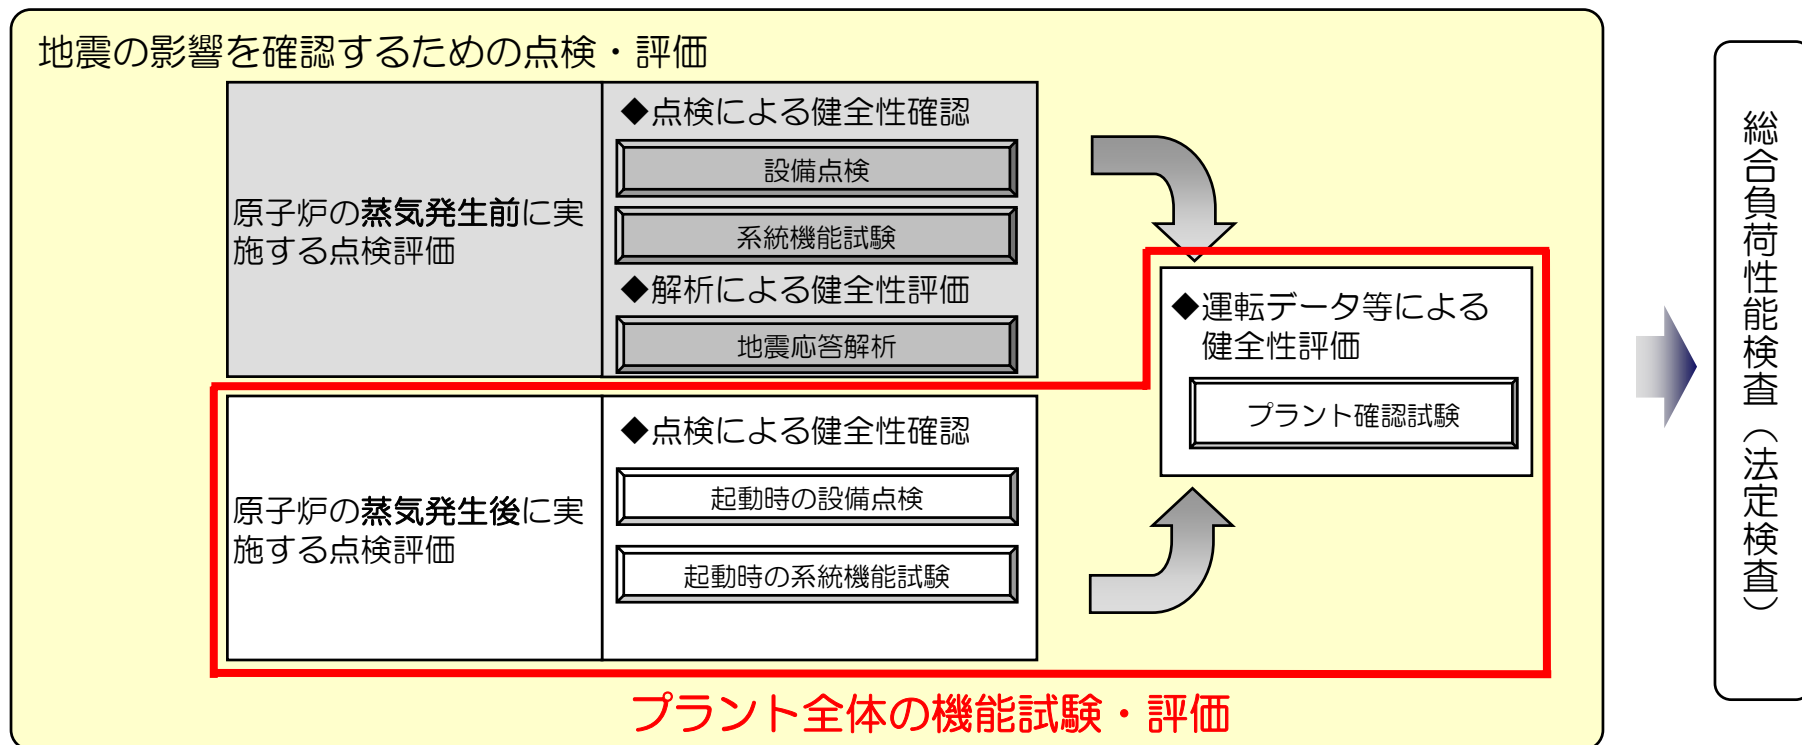 地震の影響を確認するための点検・評価
原子炉の蒸気発生前に実
施する点検評価
◆点検による健全性確認
設備点検
系統機能試験
◆解析による健全性評価
地震応答解析
原子炉の蒸気発生後に実
施する点検評価
◆点検による健全性確認
起動時の設備点検
起動時の系統機能試験
◆運転データ等による
健全性評価
プラント確認試験
プラント全体の機能試験・評価
総合負荷性能検査（法定検査）